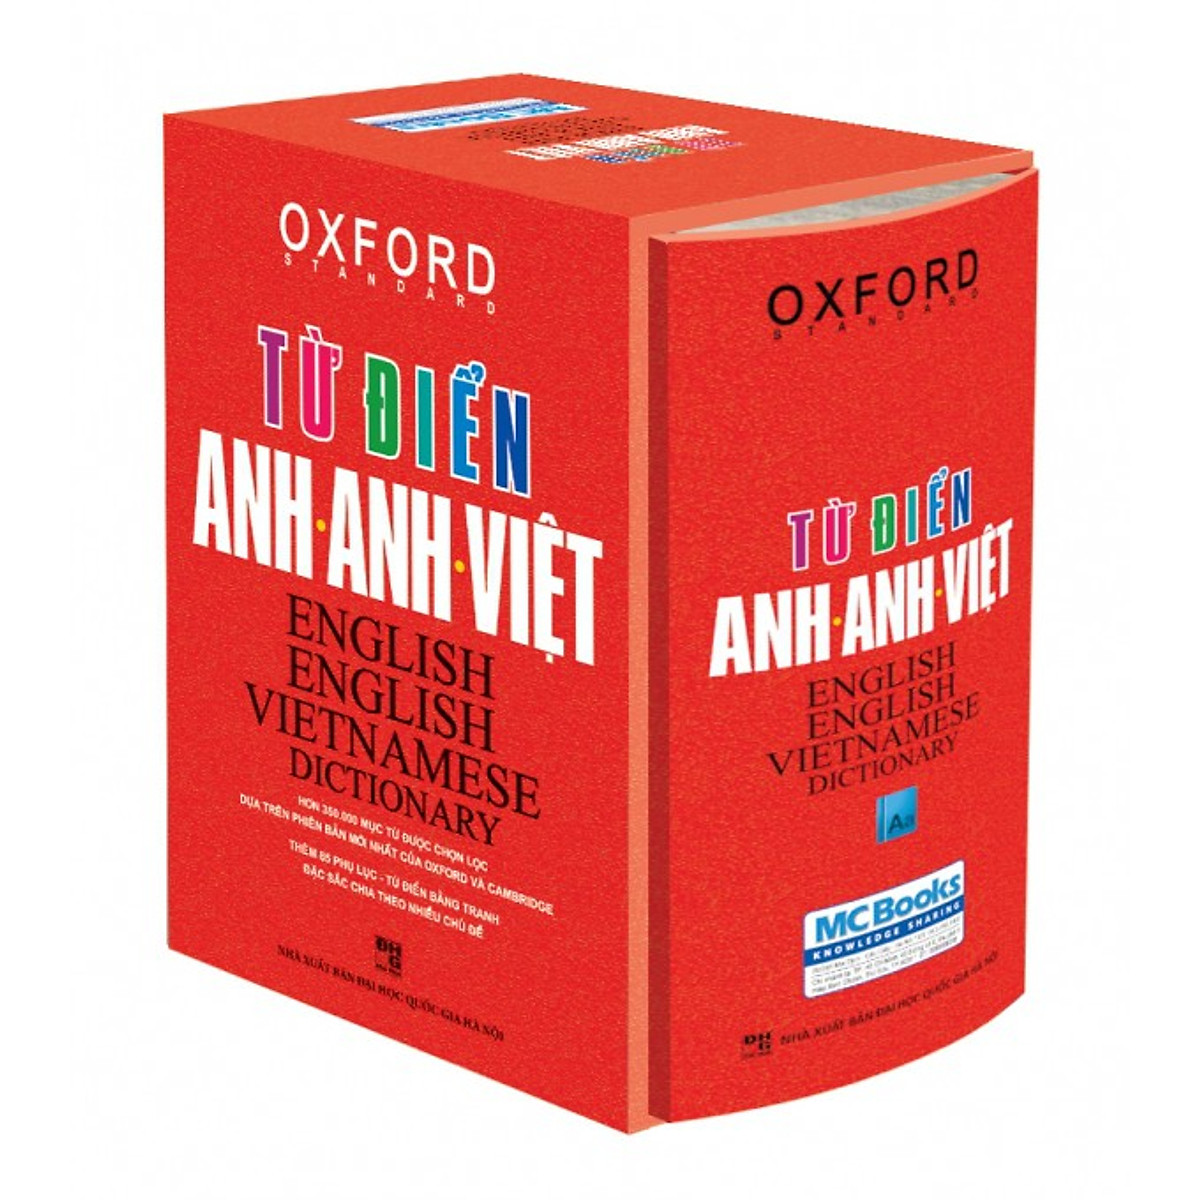 OXFORD
STANDARD
TỪ ĐIỂN
ANH·ANH·VIỆT
ENGLISH
ENGLISH
VIETNAMESE
DICTIONARY
HƠN 350.000 MỤC TỪ ĐƯỢC CHỌN LỌC
DỰA TRÊN PHIÊN BẢN MỚI NHẤT CỦA OXFORD VÀ CAMBRIDGE
THÊM 85 PHỤ LỤC - TỪ ĐIỂN BẰNG TRANH
ĐẶC SẮC CHIA THEO NHIỀU CHỦ ĐỀ
NHÀ XUẤT BẢN ĐẠI HỌC QUỐC GIA HÀ NỘI
OXFORD
STANDARD
TỪ ĐIỂN
ANH·ANH·VIỆT
ENGLISH
ENGLISH
VIETNAMESE
DICTIONARY
Aa
MCBooks
KNOWLEDGE SHARING
NHÀ XUẤT BẢN ĐẠI HỌC QUỐC GIA HÀ NỘI